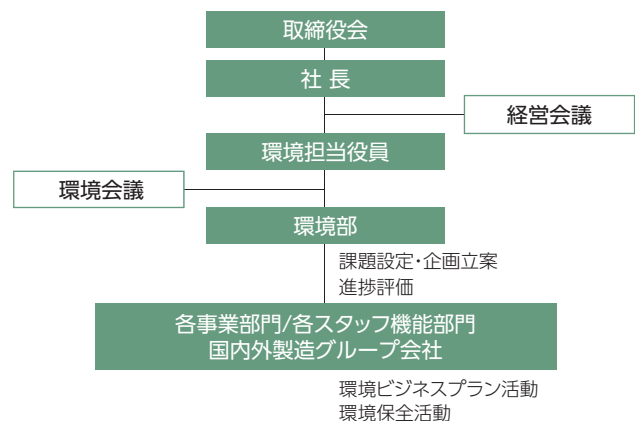 取締役会
社 長
経営会議
環境担当役員
環境会議
環境部
課題設定・企画立案
進捗評価
各事業部門/各スタッフ機能部門
国内外製造グループ会社
環境ビジネスプラン活動
環境保全活動